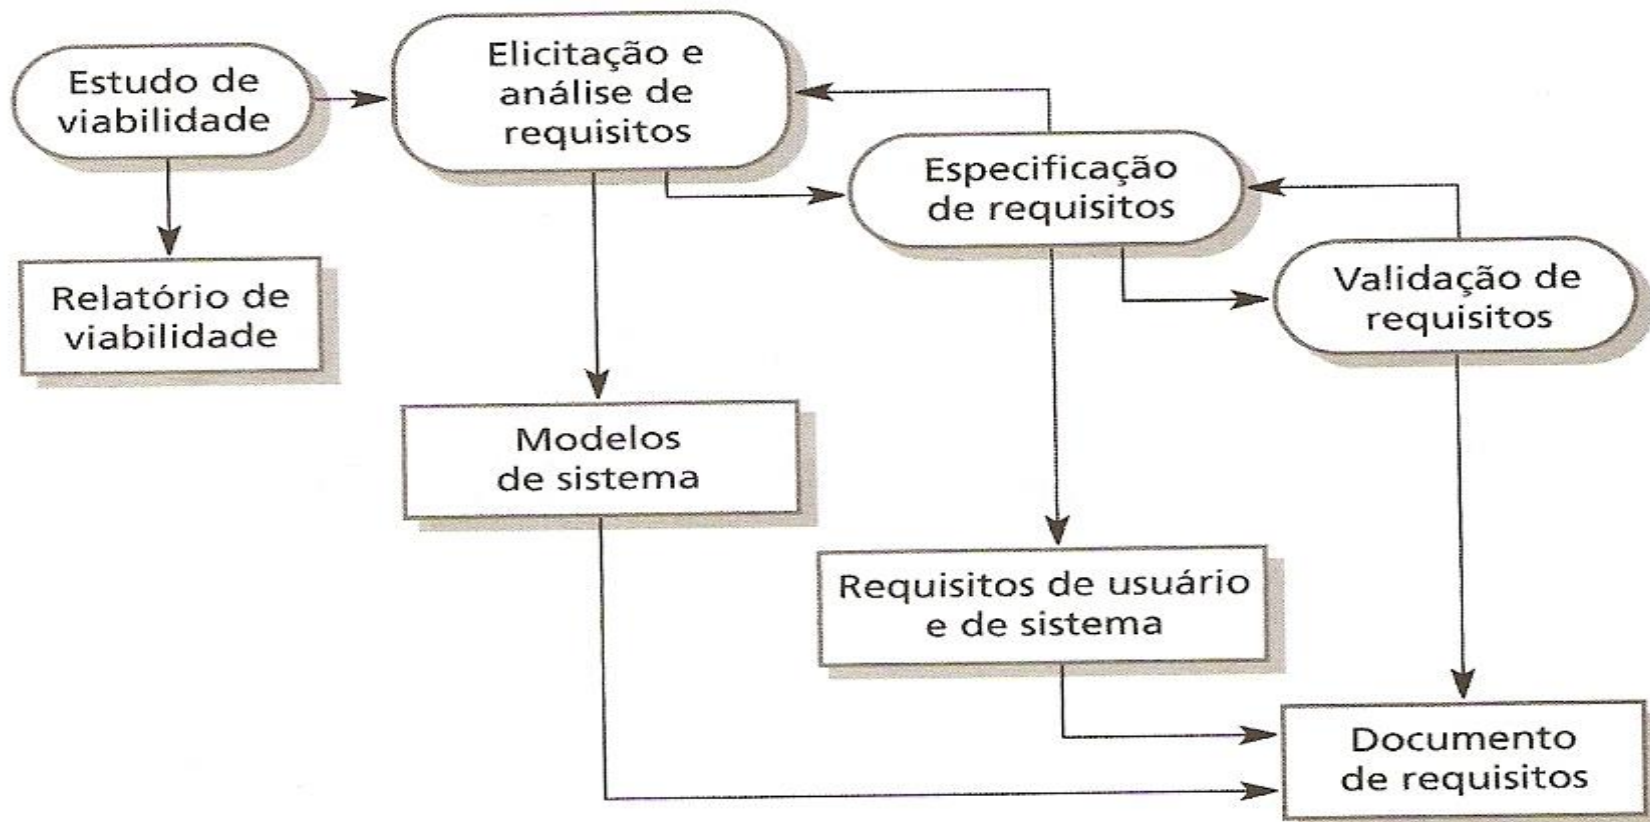 Estudo de
viabilidade
Elicitação e
análise de
requisitos
Especificação
de requisitos
Validação de
requisitos
Relatório de
viabilidade
Modelos
de sistema
Requisitos de usuário
e de sistema
Documento
de requisitos